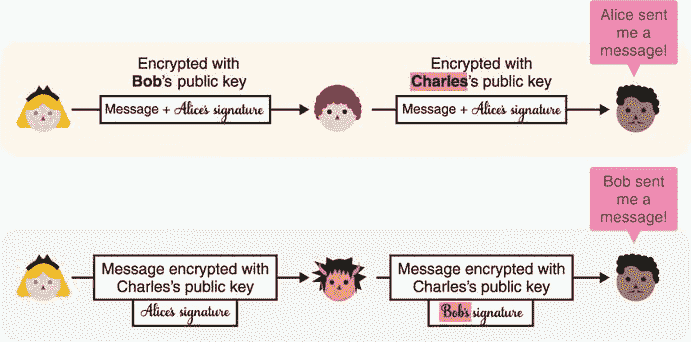 Alice sent
me a
message!
Encrypted with
Bob's public key
Encrypted with
Charles's public key
Message + Alice's signature
Message + Alice's signature
Bob sent
me a
message!
Message encrypted with
Charles's public key
Message encrypted with
Charles's public key
Alice's signature
Bob's signature